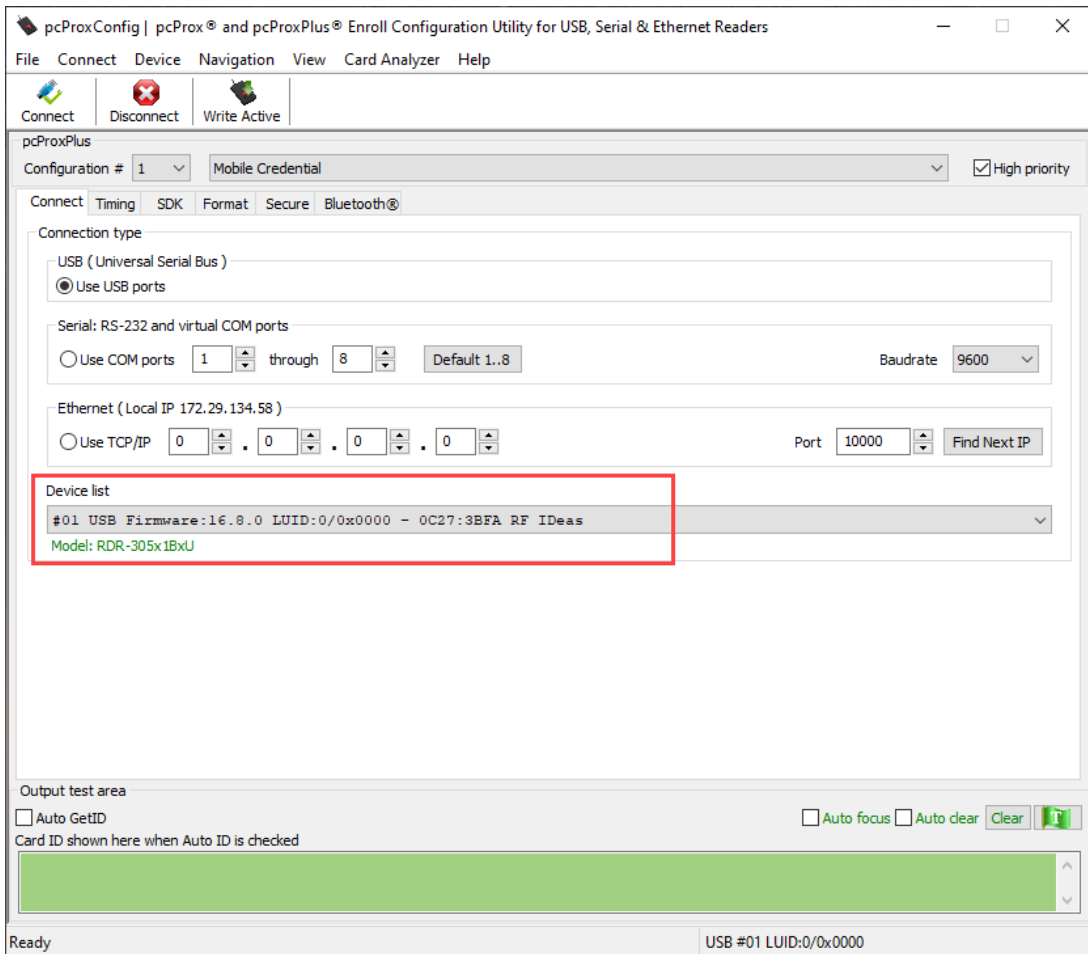 pcProxConfig | pcProx® and pcProxPlus® Enroll Configuration Utility for USB, Serial & Ethernet Readers
File Connect Device Navigation View Card Analyzer Help
Connect Disconnect Write Active
pcProxPlus
Configuration # 1 Mobile Credential High priority
Connect Timing SDK Format Secure Bluetooth®
Connection type
USB ( Universal Serial Bus )
Use USB ports
Serial: RS-232 and virtual COM ports
Use COM ports 1 through 8 Default 1..8 Baudrate 9600
Ethernet ( Local IP 172.29.134.58 )
Use TCP/IP 0 . 0 . 0 . 0 Port 10000 Find Next IP
Device list
#01 USB Firmware:16.8.0 LUID:0/0x0000 - 0C27:3BFA RF IDeas
Model: RDR-305x1BxU
Output test area
Auto GetID Auto focus Auto clear Clear T
Card ID shown here when Auto ID is checked
Ready USB #01 LUID:0/0x0000